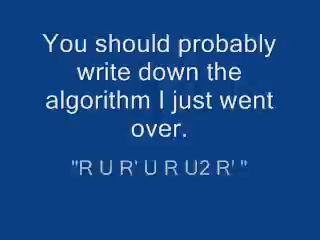 You should probably
write down the
algorithm I just went
over.
"R U R' U R U2 R' "